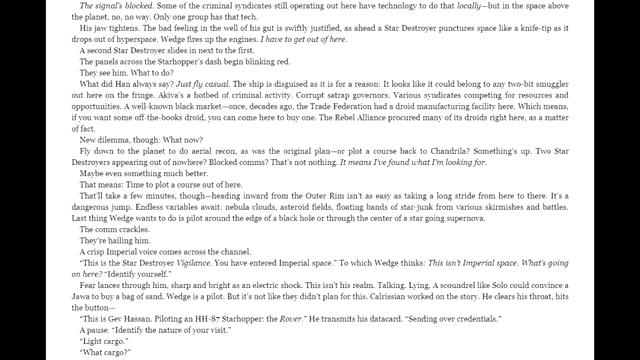 The signal's blocked. Some of the criminal syndicates still operating out here have technology to do that locally—but in the space above
the planet, no, no way. Only one group has that tech.
His jaw tightens. The bad feeling in the well of his gut is swiftly justified, as ahead a Star Destroyer punctures space like a knife-tip as it
drops out of hyperspace. Wedge fires up the engines. I have to get out of here.
A second Star Destroyer slides in next to the first.
The panels across the Starhopper's dash begin blinking red.
They see him. What to do?
What did Han always say? Just fly casual. The ship is disguised as it is for a reason: It looks like it could belong to any two-bit smuggler
out here on the fringe. Akiva's a hotbed of criminal activity. Corrupt satrap governors. Various syndicates competing for resources and
opportunities. A well-known black market—once, decades ago, the Trade Federation had a droid manufacturing facility here. Which means,
if you want some off-the-books droid, you can come here to buy one. The Rebel Alliance procured many of its droids right here, as a matter
of fact.
New dilemma, though: What now?
Fly down to the planet to do aerial recon, as was the original plan—or plot a course back to Chandrila? Something's up. Two Star
Destroyers appearing out of nowhere? Blocked comms? That's not nothing. It means I've found what I'm looking for.
Maybe even something much better.
That means: Time to plot a course out of here.
That'll take a few minutes, though—heading inward from the Outer Rim isn't as easy as taking a long stride from here to there. It's a
dangerous jump. Endless variables await: nebula clouds, asteroid fields, floating bands of star-junk from various skirmishes and battles.
Last thing Wedge wants to do is pilot around the edge of a black hole or through the center of a star going supernova.
The comm crackles.
They're hailing him.
A crisp Imperial voice comes across the channel.
"This is the Star Destroyer Vigilance. You have entered Imperial space." To which Wedge thinks: This isn't Imperial space. What's going
on here? "Identify yourself."
Fear lances through him, sharp and bright as an electric shock. This isn't his realm. Talking. Lying. A scoundrel like Solo could convince a
Jawa to buy a bag of sand. Wedge is a pilot. But it's not like they didn't plan for this. Calrissian worked on the story. He clears his throat, hits
the button—
"This is Gev Hassan. Piloting an HH-87 Starhopper: the Rover." He transmits his datacard. "Sending over credentials."
A pause. "Identify the nature of your visit."
"Light cargo."
"What cargo?"